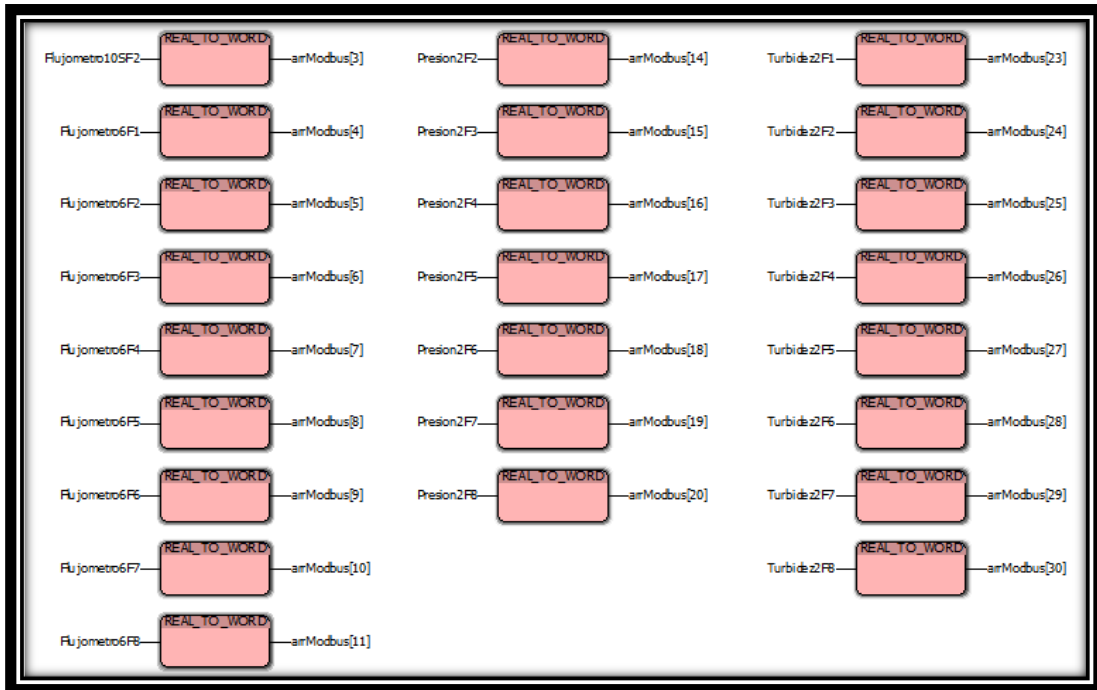 REAL_TO_WORD REAL_TO_WORD REAL_TO_WORD
Flujometro10SF2 arrModbus[3] Presion2F2 arrModbus[14] Turbidez2F1 arrModbus[23]
REAL_TO_WORD REAL_TO_WORD REAL_TO_WORD
Flujometro6F1 arrModbus[4] Presion2F3 arrModbus[15] Turbidez2F2 arrModbus[24]
REAL_TO_WORD REAL_TO_WORD REAL_TO_WORD
Flujometro6F2 arrModbus[5] Presion2F4 arrModbus[16] Turbidez2F3 arrModbus[25]
REAL_TO_WORD REAL_TO_WORD REAL_TO_WORD
Flujometro6F3 arrModbus[6] Presion2F5 arrModbus[17] Turbidez2F4 arrModbus[26]
REAL_TO_WORD REAL_TO_WORD REAL_TO_WORD
Flujometro6F4 arrModbus[7] Presion2F6 arrModbus[18] Turbidez2F5 arrModbus[27]
REAL_TO_WORD REAL_TO_WORD REAL_TO_WORD
Flujometro6F5 arrModbus[8] Presion2F7 arrModbus[19] Turbidez2F6 arrModbus[28]
REAL_TO_WORD REAL_TO_WORD REAL_TO_WORD
Flujometro6F6 arrModbus[9] Presion2F8 arrModbus[20] Turbidez2F7 arrModbus[29]
REAL_TO_WORD REAL_TO_WORD
Flujometro6F7 arrModbus[10] Turbidez2F8 arrModbus[30]
REAL_TO_WORD
Flujometro6F8 arrModbus[11]